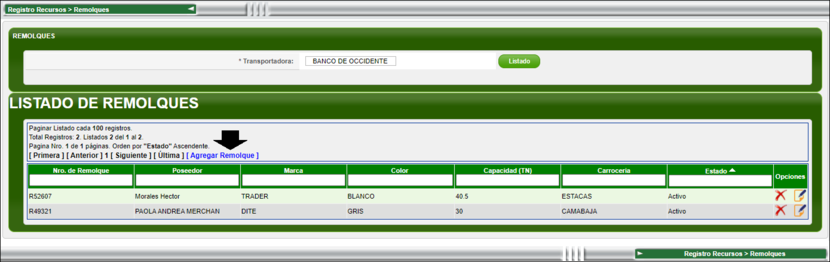 Registro Recursos > Remolques
REMOLQUES
* Transportadora: BANCO DE OCCIDENTE Listado
LISTADO DE REMOLQUES
Paginar Listado cada 100 registros.
Total Registros: 2. Listados 2 del 1 al 2.
Pagina Nro. 1 de 1 páginas. Orden por "Estado" Ascendente.
[ Primera ] [ Anterior ] 1 [ Siguiente ] [ Última ] [ Agregar Remolque ]
Nro. de Remolque Poseedor Marca Color Capacidad (TN) Carroceria Estado Opciones
R52607 Morales Hector TRADER BLANCO 40.5 ESTACAS Activo
R49321 PAOLA ANDREA MERCHAN DITE GRIS 30 CAMABAJA Activo
Registro Recursos > Remolques